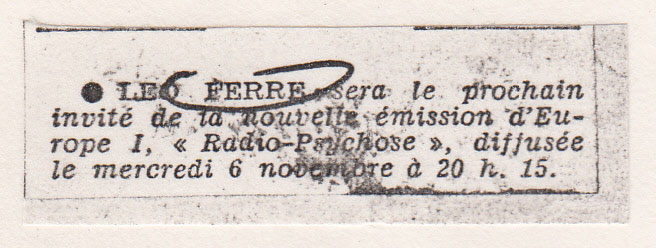 ● LEO FERRE sera le prochain
invité de la nouvelle émission d'Eu-
rope I, « Radio-Psychose », diffusée
le mercredi 6 novembre à 20 h. 15.